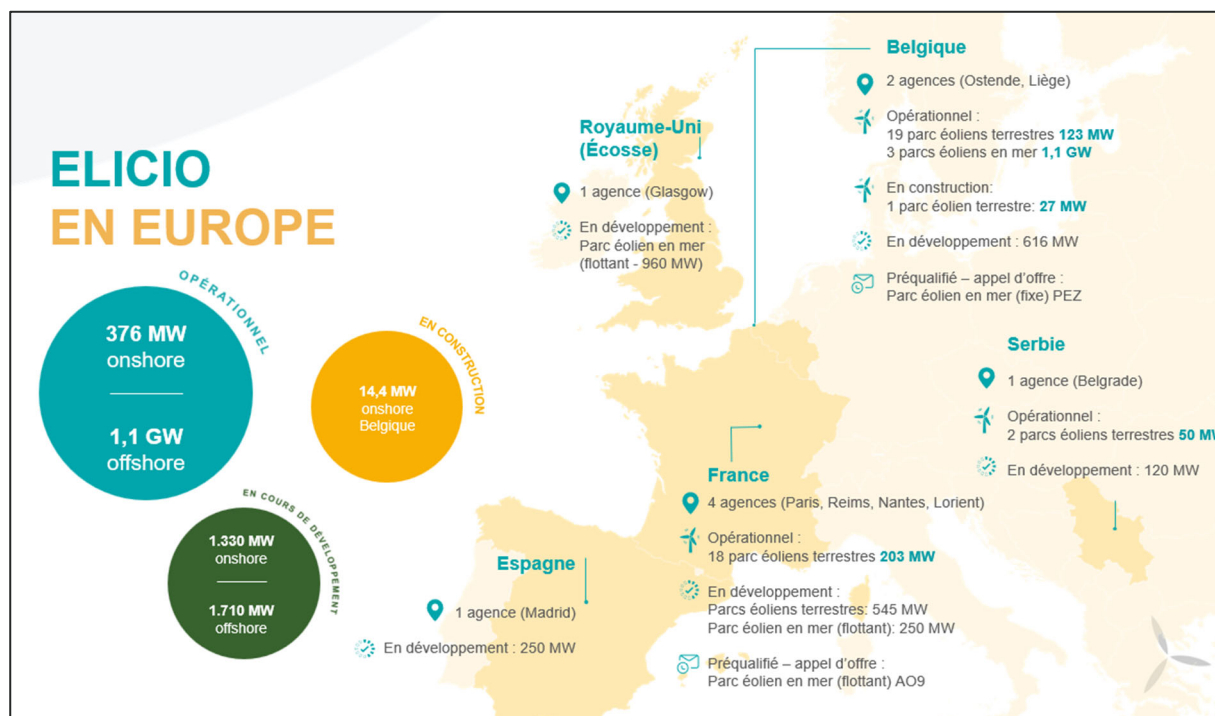 ELICIO
EN EUROPE
OPÉRATIONNEL
376 MW
onshore
1,1 GW
offshore
EN CONSTRUCTION
14,4 MW
onshore
Belgique
EN COURS DE DÉVELOPPEMENT
1.330 MW
onshore
1.710 MW
offshore
Royaume-Uni
(Écosse)
1 agence (Glasgow)
En développement :
Parc éolien en mer
(flottant - 960 MW)
Belgique
2 agences (Ostende, Liège)
Opérationnel :
19 parc éoliens terrestres 123 MW
3 parcs éoliens en mer 1,1 GW
En construction:
1 parc éolien terrestre: 27 MW
En développement : 616 MW
Préqualifié – appel d'offre :
Parc éolien en mer (fixe) PEZ
Serbie
1 agence (Belgrade)
Opérationnel :
2 parcs éoliens terrestres 50 MW
En développement : 120 MW
France
4 agences (Paris, Reims, Nantes, Lorient)
Opérationnel :
18 parc éoliens terrestres 203 MW
En développement :
Parcs éoliens terrestres: 545 MW
Parc éolien en mer (flottant): 250 MW
Préqualifié – appel d'offre :
Parc éolien en mer (flottant) AO9
Espagne
1 agence (Madrid)
En développement : 250 MW